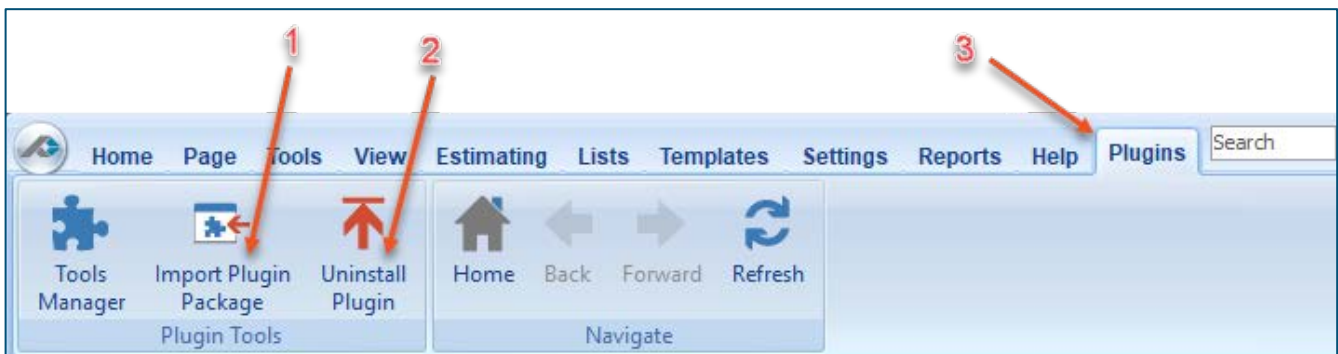 1 2 3
Home Page Tools View Estimating Lists Templates Settings Reports Help Plugins Search
Tools Import Plugin Uninstall Home Back Forward Refresh
Manager Package Plugin
Plugin Tools Navigate